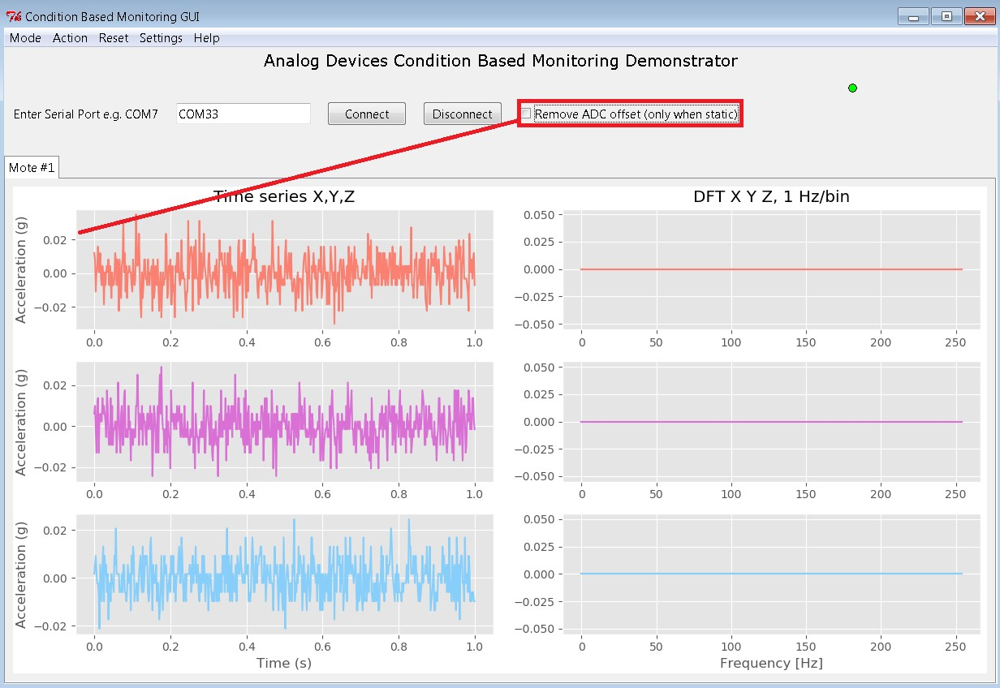 Condition Based Monitoring GUI
Mode Action Reset Settings Help
Analog Devices Condition Based Monitoring Demonstrator
Enter Serial Port e.g. COM7 COM33 Connect Disconnect Remove ADC offset (only when static)
Mote #1
Time series X,Y,Z
Acceleration (g)
0.02
0.00
−0.02
0.0 0.2 0.4 0.6 0.8 1.0
Acceleration (g)
0.02
0.00
−0.02
0.0 0.2 0.4 0.6 0.8 1.0
Acceleration (g)
0.02
0.00
−0.02
0.0 0.2 0.4 0.6 0.8 1.0
Time (s)
DFT X Y Z, 1 Hz/bin
0.050
0.025
0.000
−0.025
−0.050
0 50 100 150 200 250
0.050
0.025
0.000
−0.025
−0.050
0 50 100 150 200 250
0.050
0.025
0.000
−0.025
−0.050
0 50 100 150 200 250
Frequency [Hz]